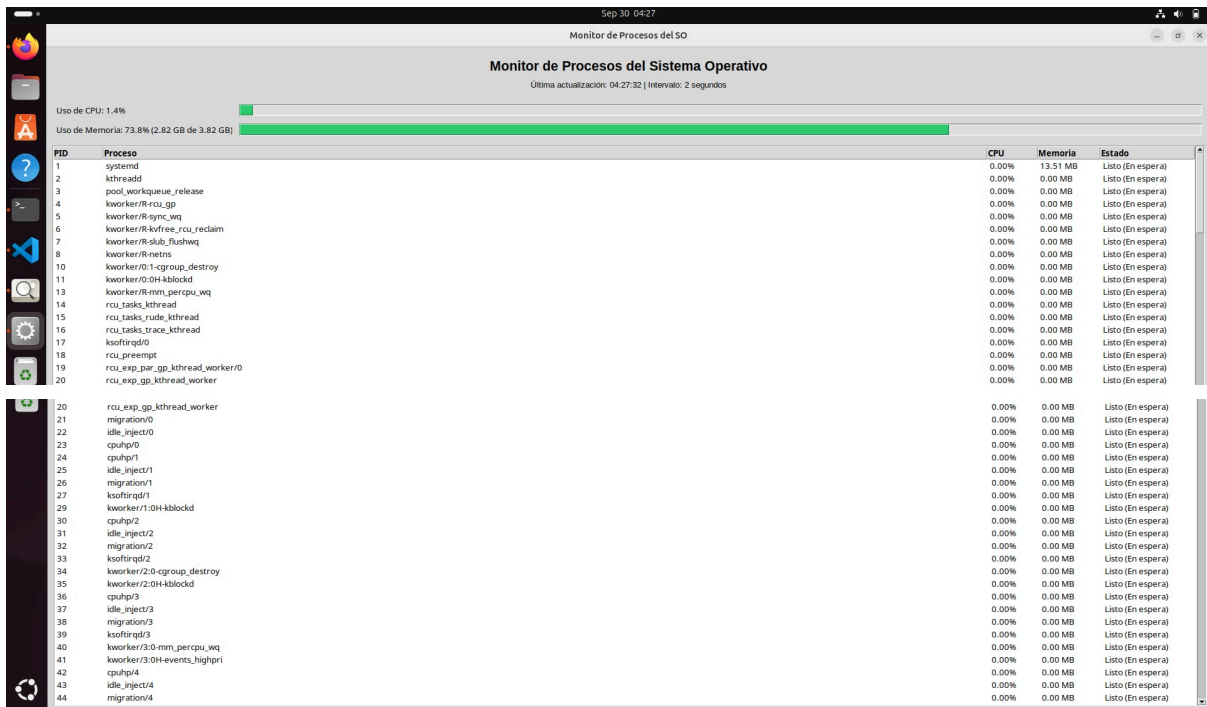 Sep 30 04:27
Monitor de Procesos del SO
Monitor de Procesos del Sistema Operativo
Última actualización: 04:27:32 | Intervalo: 2 segundos
Uso de CPU: 1.4%
Uso de Memoria: 73.8% (2.82 GB de 3.82 GB)
PID Proceso CPU Memoria Estado
1 systemd 0.00% 13.51 MB Listo (En espera)
2 kthreadd 0.00% 0.00 MB Listo (En espera)
3 pool_workqueue_release 0.00% 0.00 MB Listo (En espera)
4 kworker/R-rcu_gp 0.00% 0.00 MB Listo (En espera)
5 kworker/R-sync_wq 0.00% 0.00 MB Listo (En espera)
6 kworker/R-kvfree_rcu_reclaim 0.00% 0.00 MB Listo (En espera)
7 kworker/R-slub_flushwq 0.00% 0.00 MB Listo (En espera)
8 kworker/R-netns 0.00% 0.00 MB Listo (En espera)
10 kworker/0:1-cgroup_destroy 0.00% 0.00 MB Listo (En espera)
11 kworker/0:0H-kblockd 0.00% 0.00 MB Listo (En espera)
13 kworker/R-mm_percpu_wq 0.00% 0.00 MB Listo (En espera)
14 rcu_tasks_kthread 0.00% 0.00 MB Listo (En espera)
15 rcu_tasks_rude_kthread 0.00% 0.00 MB Listo (En espera)
16 rcu_tasks_trace_kthread 0.00% 0.00 MB Listo (En espera)
17 ksoftirqd/0 0.00% 0.00 MB Listo (En espera)
18 rcu_preempt 0.00% 0.00 MB Listo (En espera)
19 rcu_exp_par_gp_kthread_worker/0 0.00% 0.00 MB Listo (En espera)
20 rcu_exp_gp_kthread_worker 0.00% 0.00 MB Listo (En espera)
20 rcu_exp_gp_kthread_worker 0.00% 0.00 MB Listo (En espera)
21 migration/0 0.00% 0.00 MB Listo (En espera)
22 idle_inject/0 0.00% 0.00 MB Listo (En espera)
23 cpuhp/0 0.00% 0.00 MB Listo (En espera)
24 cpuhp/1 0.00% 0.00 MB Listo (En espera)
25 idle_inject/1 0.00% 0.00 MB Listo (En espera)
26 migration/1 0.00% 0.00 MB Listo (En espera)
27 ksoftirqd/1 0.00% 0.00 MB Listo (En espera)
29 kworker/1:0H-kblockd 0.00% 0.00 MB Listo (En espera)
30 cpuhp/2 0.00% 0.00 MB Listo (En espera)
31 idle_inject/2 0.00% 0.00 MB Listo (En espera)
32 migration/2 0.00% 0.00 MB Listo (En espera)
33 ksoftirqd/2 0.00% 0.00 MB Listo (En espera)
34 kworker/2:0-cgroup_destroy 0.00% 0.00 MB Listo (En espera)
35 kworker/2:0H-kblockd 0.00% 0.00 MB Listo (En espera)
36 cpuhp/3 0.00% 0.00 MB Listo (En espera)
37 idle_inject/3 0.00% 0.00 MB Listo (En espera)
38 migration/3 0.00% 0.00 MB Listo (En espera)
39 ksoftirqd/3 0.00% 0.00 MB Listo (En espera)
40 kworker/3:0-mm_percpu_wq 0.00% 0.00 MB Listo (En espera)
41 kworker/3:0H-events_highpri 0.00% 0.00 MB Listo (En espera)
42 cpuhp/4 0.00% 0.00 MB Listo (En espera)
43 idle_inject/4 0.00% 0.00 MB Listo (En espera)
44 migration/4 0.00% 0.00 MB Listo (En espera)